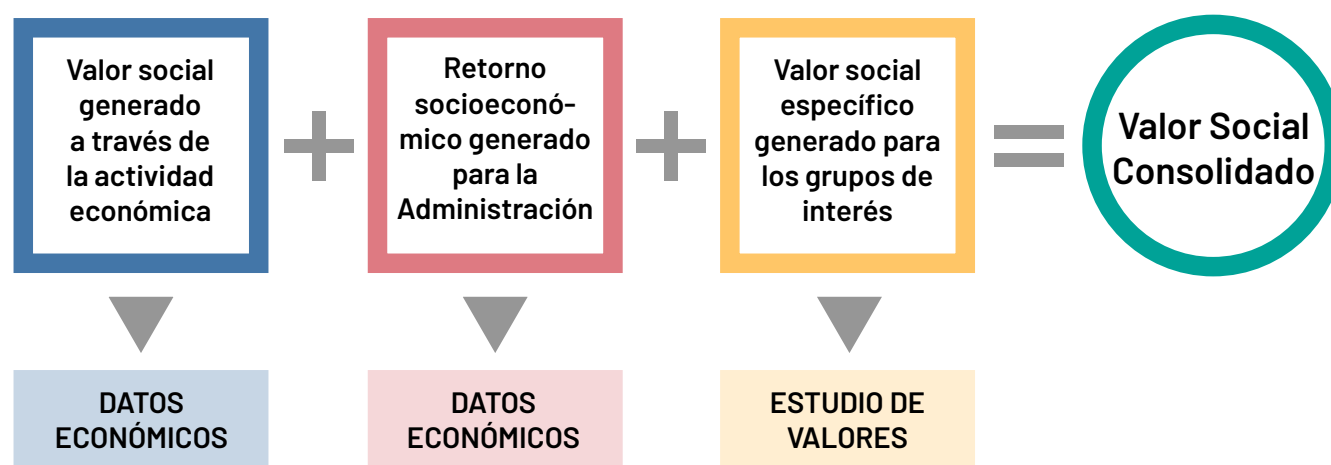 Valor social
generado
a través de
la actividad
económica
+
Retorno
socioeconó-
mico generado
para la
Administración
+
Valor social
específico
generado para
los grupos de
interés
=
Valor Social
Consolidado
DATOS
ECONÓMICOS
DATOS
ECONÓMICOS
ESTUDIO DE
VALORES